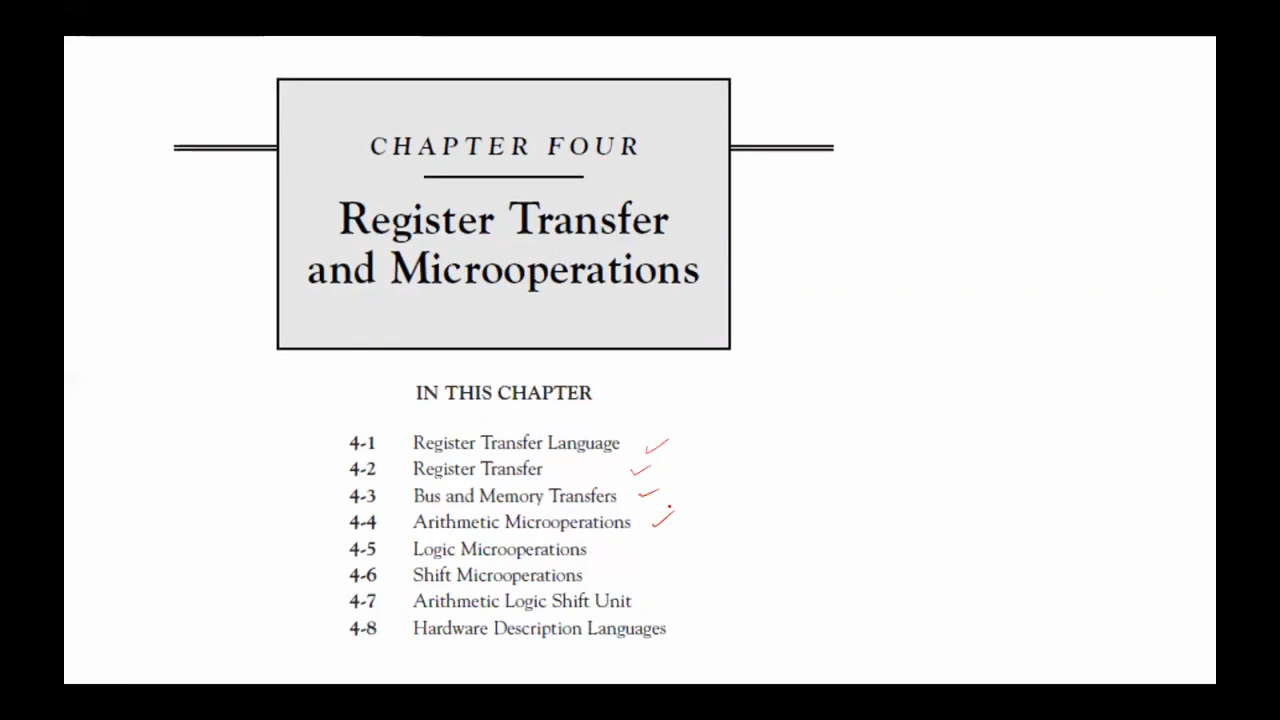 CHAPTER FOUR
Register Transfer
and Microoperations
IN THIS CHAPTER
4-1 Register Transfer Language
4-2 Register Transfer
4-3 Bus and Memory Transfers
4-4 Arithmetic Microoperations
4-5 Logic Microoperations
4-6 Shift Microoperations
4-7 Arithmetic Logic Shift Unit
4-8 Hardware Description Languages